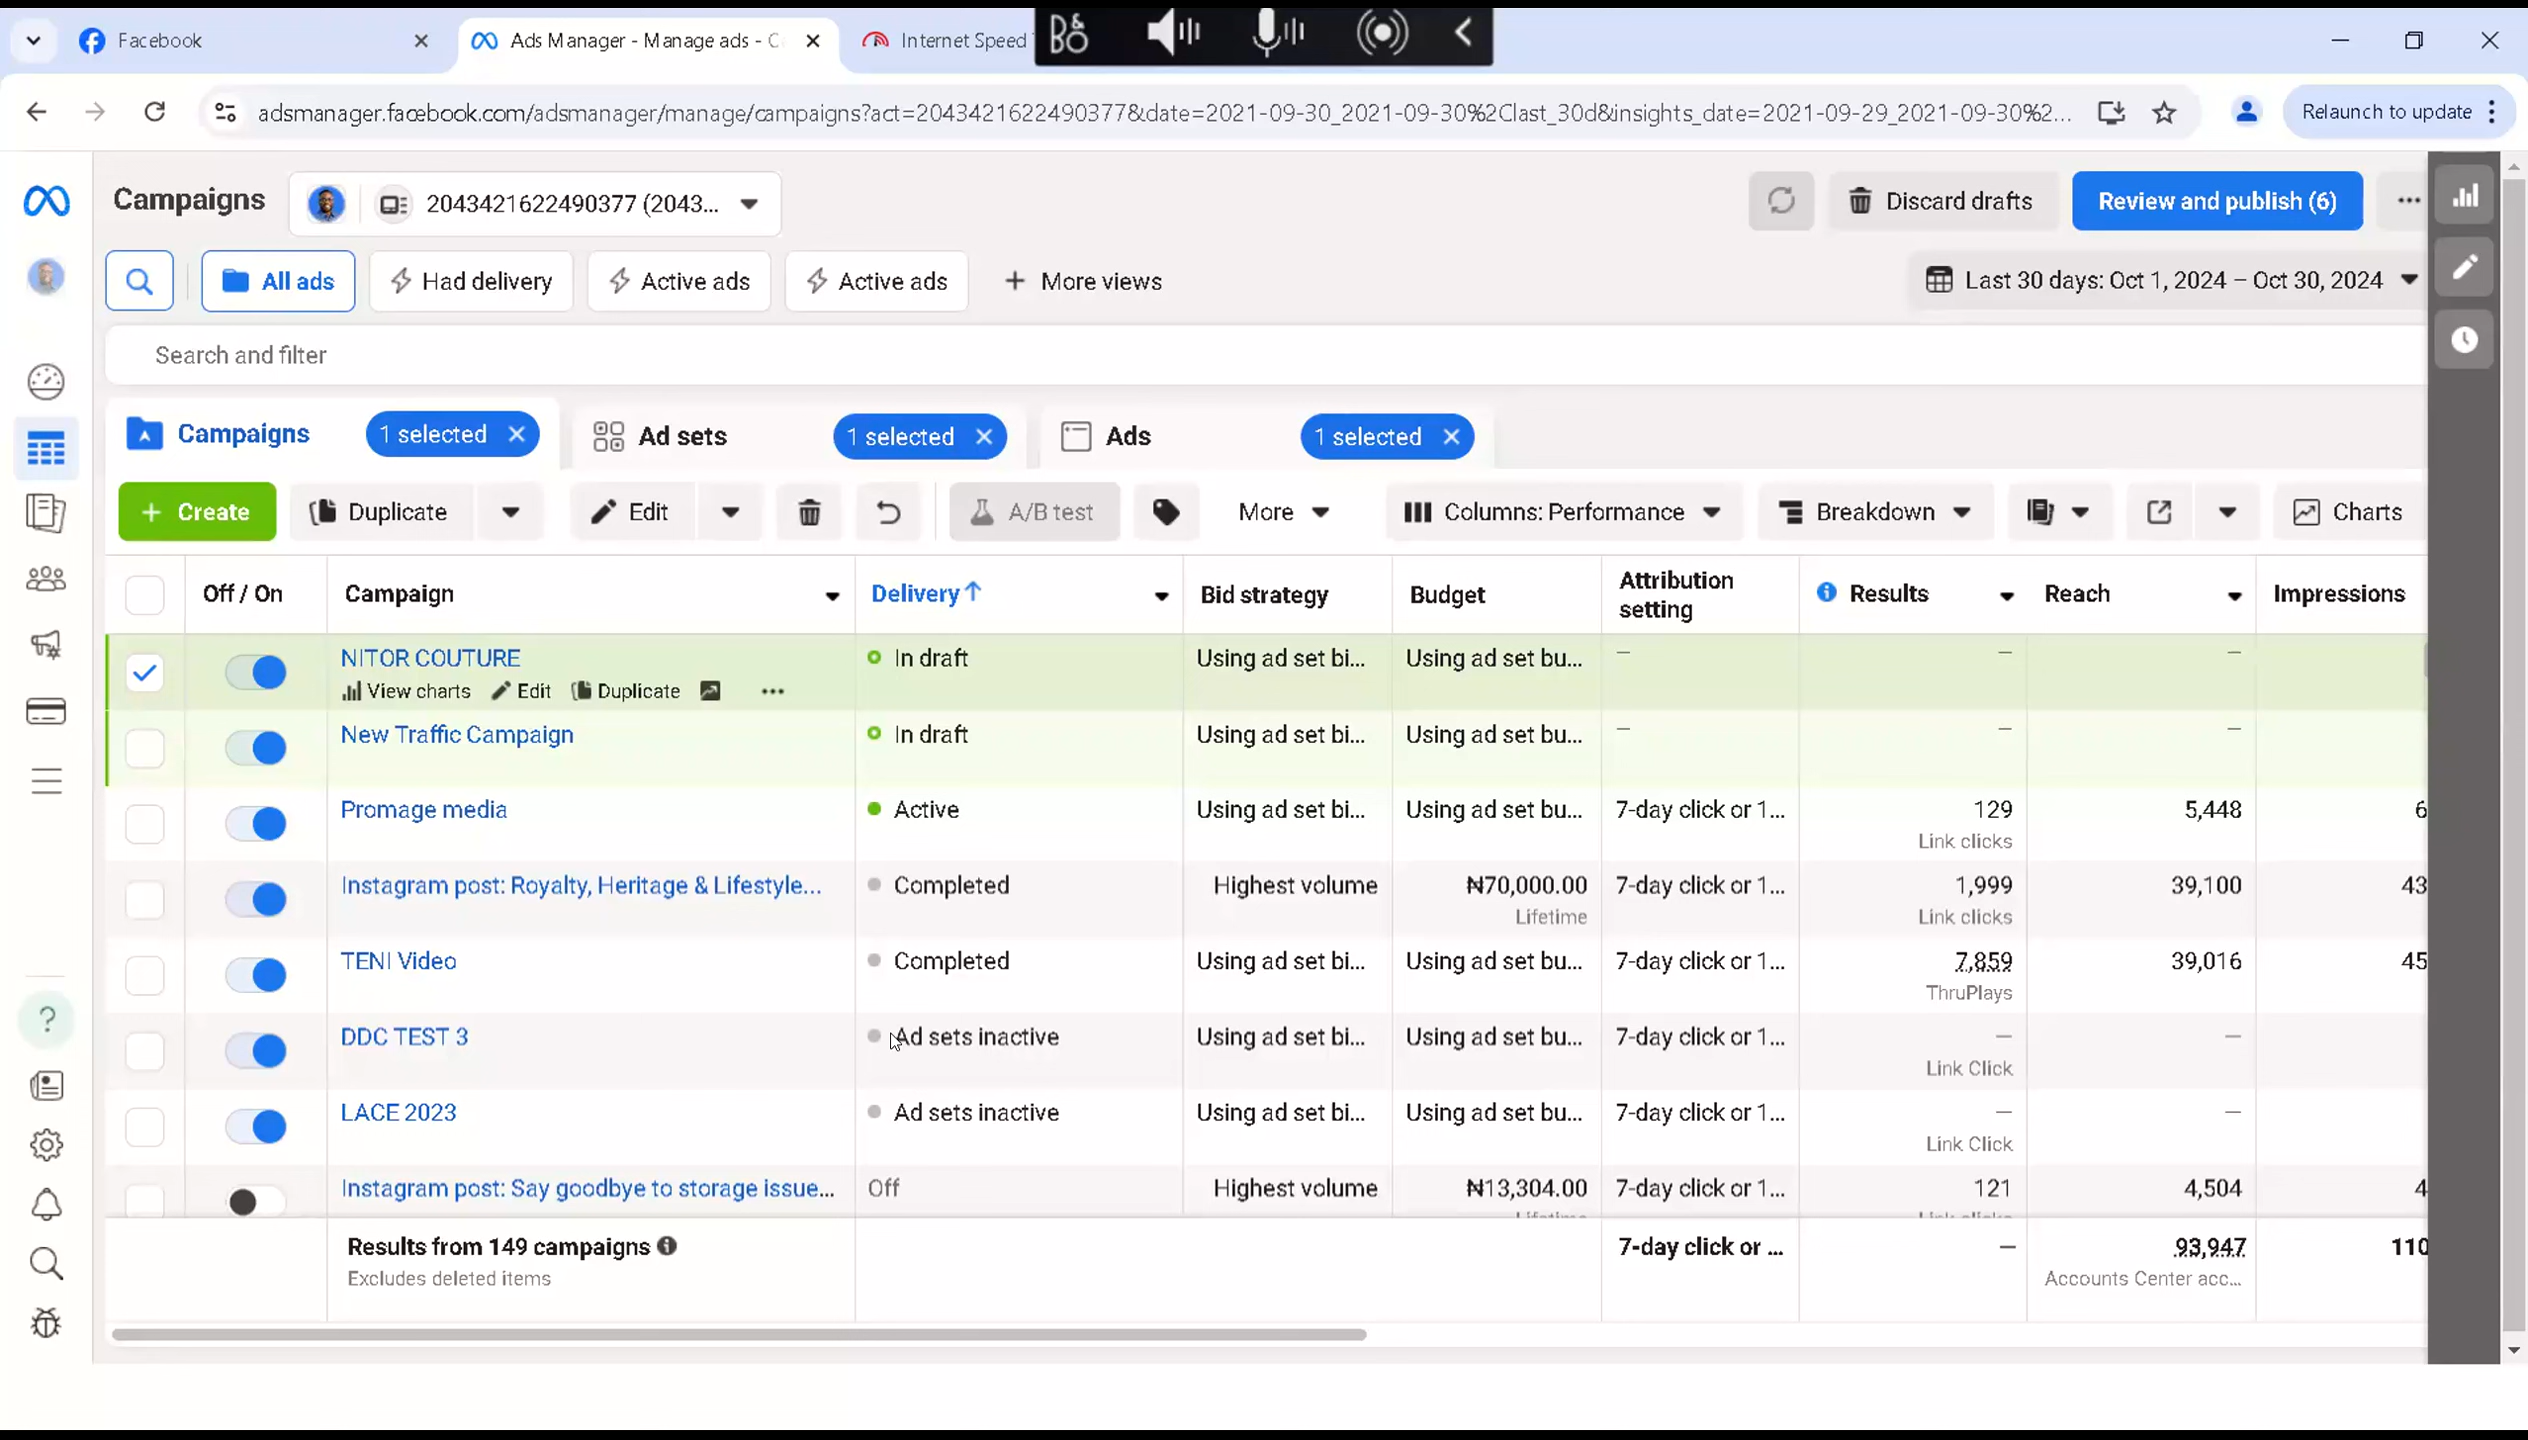 Facebook
Ads Manager - Manage ads - C
Internet Speed
B&O
adsmanager.facebook.com/adsmanager/manage/campaigns?act=2043421622490377&date=2021-09-30_2021-09-30%2Clast_30d&insights_date=2021-09-29_2021-09-30%2...
Relaunch to update
Campaigns
2043421622490377 (2043...
Discard drafts
Review and publish (6)
All ads
Had delivery
Active ads
Active ads
More views
Last 30 days: Oct 1, 2024 – Oct 30, 2024
Search and filter
Campaigns
1 selected
Ad sets
1 selected
Ads
1 selected
Create
Duplicate
Edit
A/B test
More
Columns: Performance
Breakdown
Charts
Off / On
Campaign
Delivery
Bid strategy
Budget
Attribution
setting
Results
Reach
Impressions
NITOR COUTURE
In draft
Using ad set bi...
Using ad set bu...
–
–
–
View charts
Edit
Duplicate
New Traffic Campaign
In draft
Using ad set bi...
Using ad set bu...
–
–
–
Promage media
Active
Using ad set bi...
Using ad set bu...
7-day click or 1...
129
5,448
6
Link clicks
Instagram post: Royalty, Heritage & Lifestyle...
Completed
Highest volume
₦70,000.00
7-day click or 1...
1,999
39,100
43
Lifetime
Link clicks
TENI Video
Completed
Using ad set bi...
Using ad set bu...
7-day click or 1...
7,859
39,016
45
ThruPlays
DDC TEST 3
Ad sets inactive
Using ad set bi...
Using ad set bu...
7-day click or 1...
–
–
Link Click
LACE 2023
Ad sets inactive
Using ad set bi...
Using ad set bu...
7-day click or 1...
–
–
Link Click
Instagram post: Say goodbye to storage issue...
Off
Highest volume
₦13,304.00
7-day click or 1...
121
4,504
4
Results from 149 campaigns
7-day click or ...
–
93,947
110
Excludes deleted items
Accounts Center acc...